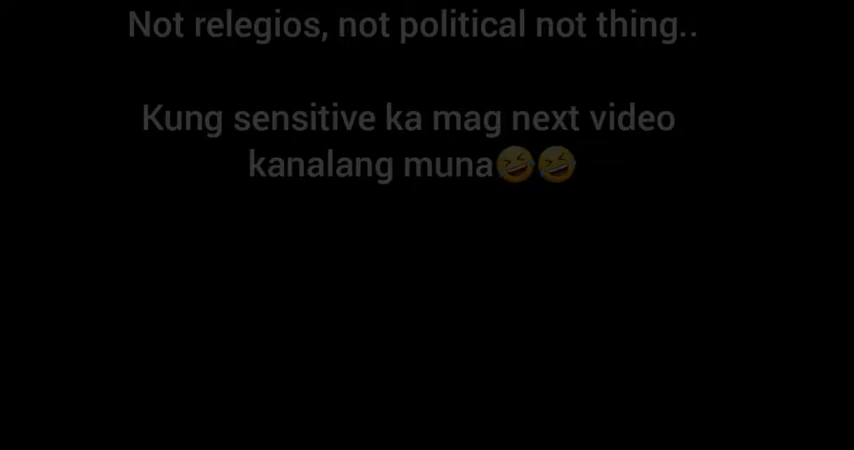 Not relegios, not political not thing..
Kung sensitive ka mag next video
kanalang muna🤣🤣